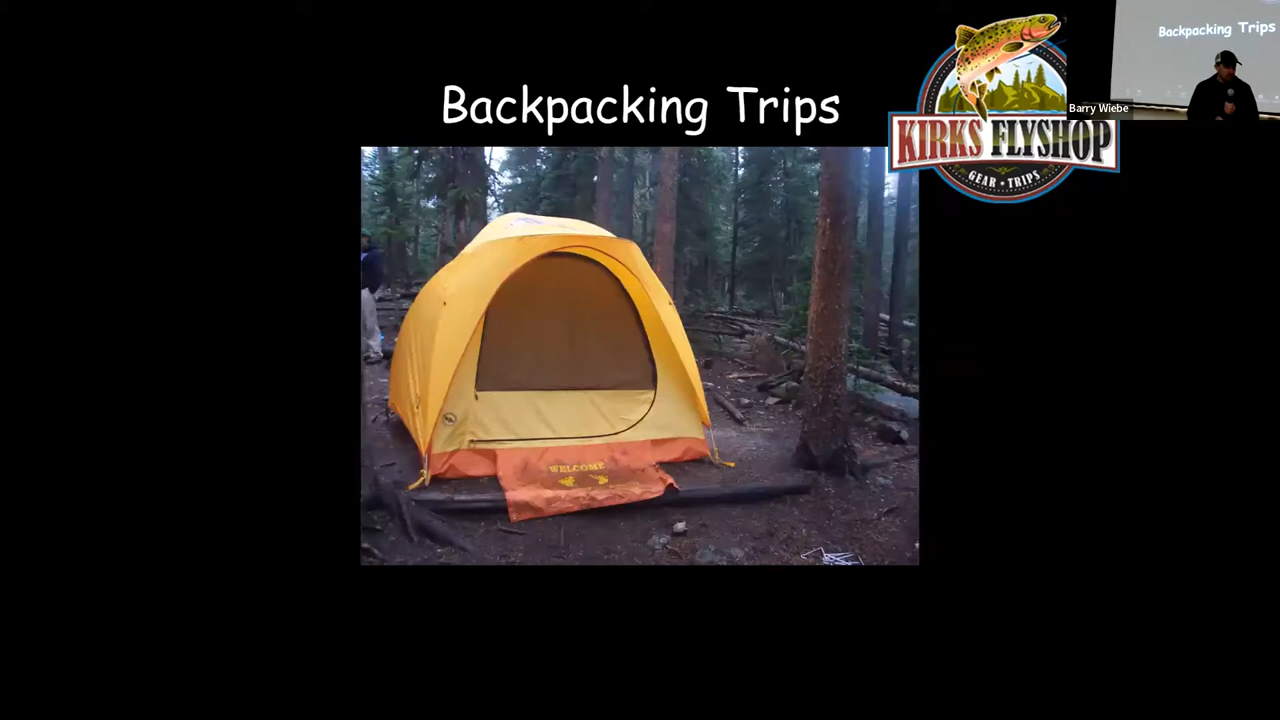 Backpacking Trips
KIRKS FLYSHOP
GEAR • TRIPS
Backpacking Trips
Barry Wiebe
WELCOME